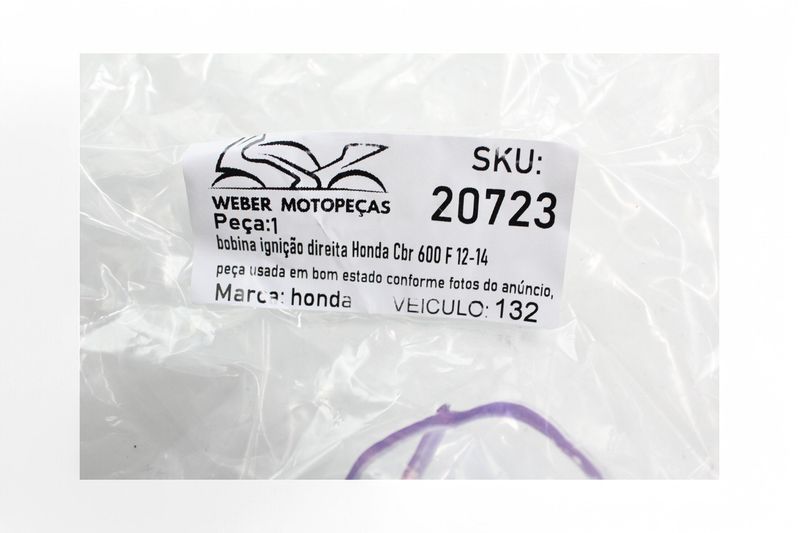 SKU:
20723
WEBER MOTOPEÇAS
Peça:1
bobina ignição direita Honda Cbr 600 F 12-14
peça usada em bom estado conforme fotos do anúncio,
Marca: honda VEICULO: 132